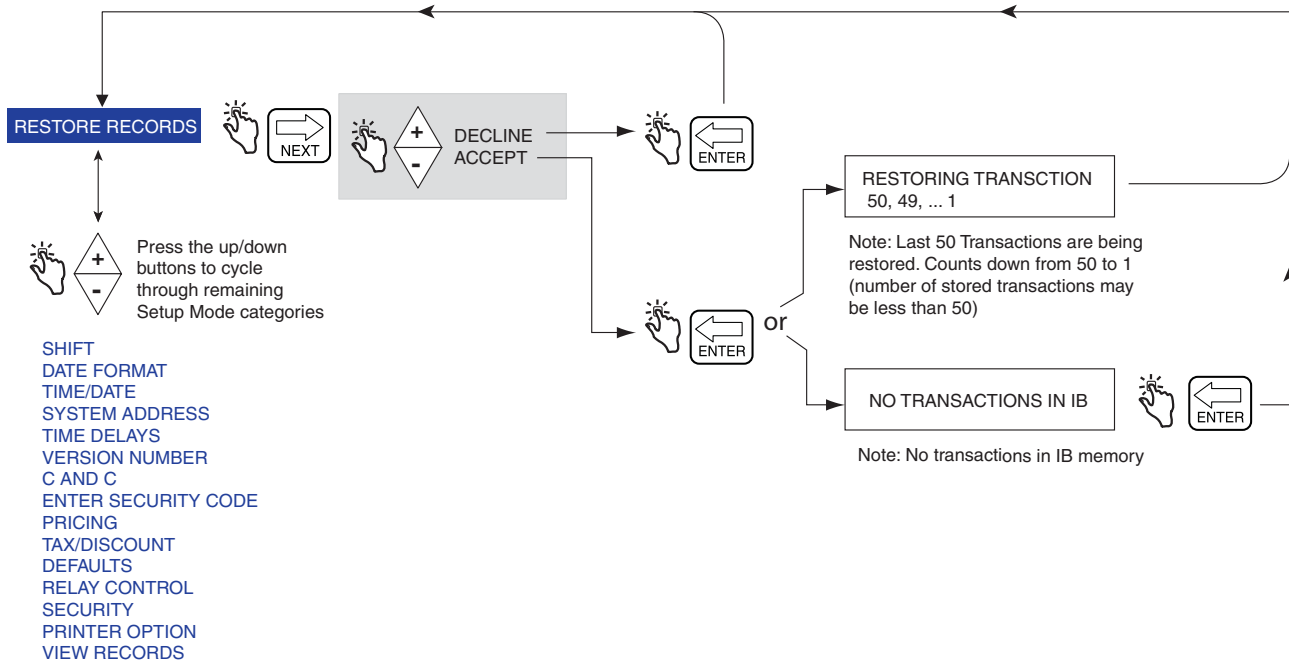 RESTORE RECORDS
NEXT
+
-
DECLINE
ACCEPT
ENTER
ENTER
or
RESTORING TRANSCTION
50, 49, ... 1
Note: Last 50 Transactions are being
restored. Counts down from 50 to 1
(number of stored transactions may
be less than 50)
NO TRANSACTIONS IN IB
ENTER
Note: No transactions in IB memory
+
-
Press the up/down
buttons to cycle
through remaining
Setup Mode categories
SHIFT
DATE FORMAT
TIME/DATE
SYSTEM ADDRESS
TIME DELAYS
VERSION NUMBER
C AND C
ENTER SECURITY CODE
PRICING
TAX/DISCOUNT
DEFAULTS
RELAY CONTROL
SECURITY
PRINTER OPTION
VIEW RECORDS